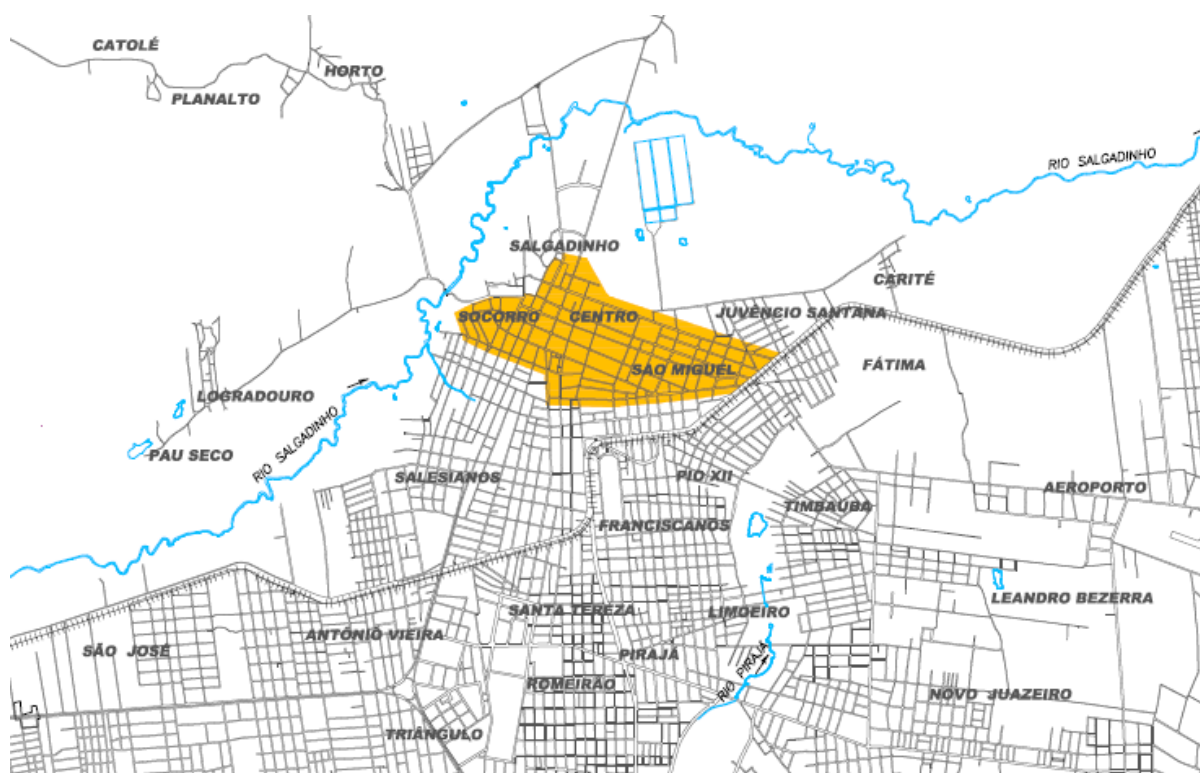 CATOLÉ
HORTO
PLANALTO
RIO SALGADINHO
SALGADINHO
CARITÉ
SOCORRO
CENTRO
JUVÊNCIO SANTANA
SÃO MIGUEL
FÁTIMA
LOGRADOURO
RIO SALGADINHO
PAU SECO
SALESIANOS
PIO XII
AEROPORTO
TIMBAÚBA
FRANCISCANOS
LEANDRO BEZERRA
SANTA TEREZA
LIMOEIRO
ANTÔNIO VIEIRA
SÃO JOSÉ
PIRAJÁ
RIO PIRAJÁ
ROMEIRÃO
NOVO JUAZEIRO
TRIÂNGULO